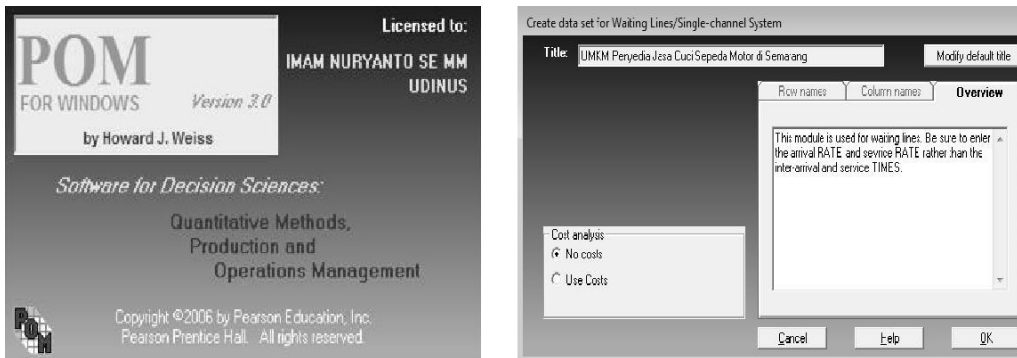 POM
FOR WINDOWS Version 3.0
by Howard J. Weiss
Licensed to:
IMAM NURYANTO SE MM
UDINUS
Software for Decision Sciences:
Quantitative Methods,
Production and
Operations Management
POM
Copyright ©2006 by Pearson Education, Inc.
Pearson Prentice Hall. All rights reserved.
Create data set for Waiting Lines/Single-channel System
Title: UMKM Penyedia Jasa Cuci Sepeda Motor di Semarang
Modify default title
Row names Column names Overview
This module is used for waiting lines. Be sure to enter
the arrival RATE and sevrice RATE rather than the
inter-arrival and service TIMES.
Cost analysis
No costs
Use Costs
Cancel Help OK